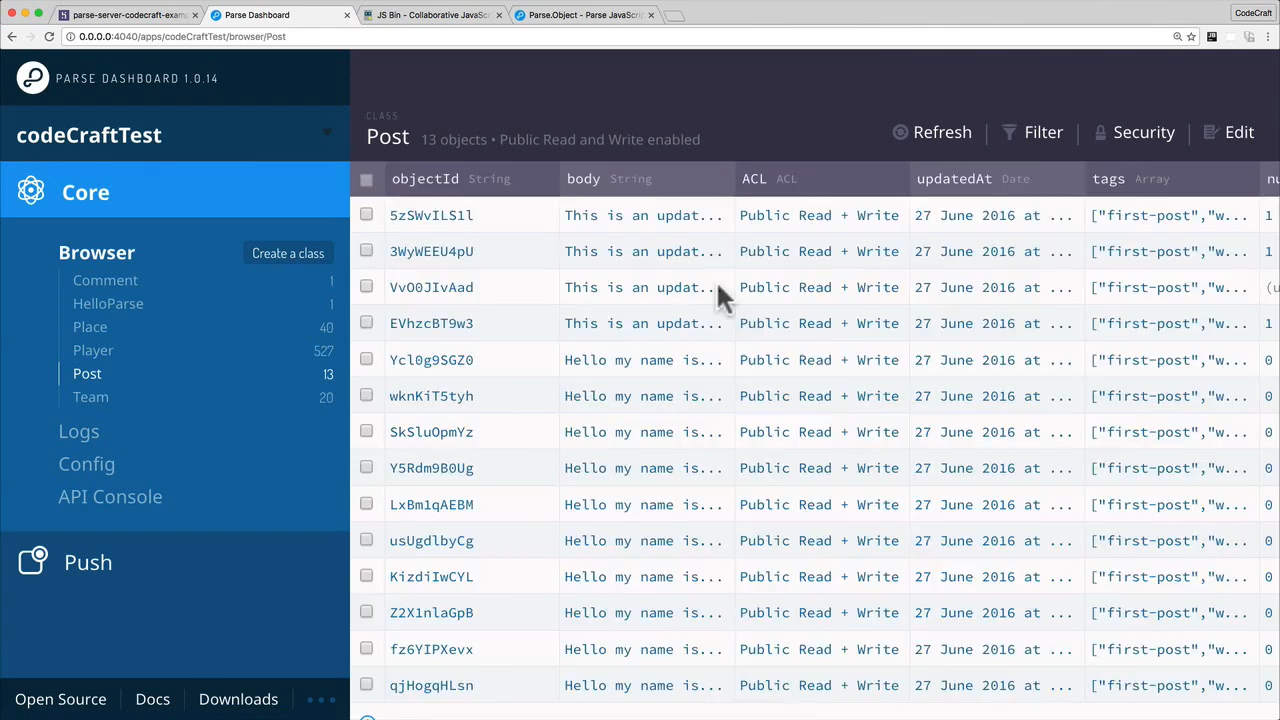 parse-server-codecraft-examp
Parse Dashboard
JS Bin - Collaborative JavaSc
Parse.Object - Parse JavaScri
CodeCraft
0.0.0.0:4040/apps/codeCraftTest/browser/Post
PARSE DASHBOARD 1.0.14
codeCraftTest
Core
Browser
Create a class
Comment 1
HelloParse 1
Place 40
Player 527
Post 13
Team 20
Logs
Config
API Console
Push
Open Source
Docs
Downloads
CLASS
Post 13 objects • Public Read and Write enabled
Refresh
Filter
Security
Edit
objectId String body String ACL ACL updatedAt Date tags Array nu
5zSWvILS1l This is an updat... Public Read + Write 27 June 2016 at ... ["first-post","w... 1
3WyWEEU4pU This is an updat... Public Read + Write 27 June 2016 at ... ["first-post","w... 1
VvO0JIvAad This is an updat... Public Read + Write 27 June 2016 at ... ["first-post","w... (u
EVhzcBT9w3 This is an updat... Public Read + Write 27 June 2016 at ... ["first-post","w... 1
Ycl0g9SGZ0 Hello my name is... Public Read + Write 27 June 2016 at ... ["first-post","w... 0
wknKiT5tyh Hello my name is... Public Read + Write 27 June 2016 at ... ["first-post","w... 0
SkSluOpmYz Hello my name is... Public Read + Write 27 June 2016 at ... ["first-post","w... 0
Y5Rdm9B0Ug Hello my name is... Public Read + Write 27 June 2016 at ... ["first-post","w... 0
LxBm1qAEBM Hello my name is... Public Read + Write 27 June 2016 at ... ["first-post","w... 0
usUgdlbyCg Hello my name is... Public Read + Write 27 June 2016 at ... ["first-post","w... 0
KizdiIwCYL Hello my name is... Public Read + Write 27 June 2016 at ... ["first-post","w... 0
Z2X1nlaGpB Hello my name is... Public Read + Write 27 June 2016 at ... ["first-post","w... 0
fz6YIPXevx Hello my name is... Public Read + Write 27 June 2016 at ... ["first-post","w... 0
qjHogqHLsn Hello my name is... Public Read + Write 27 June 2016 at ... ["first-post","w... 0